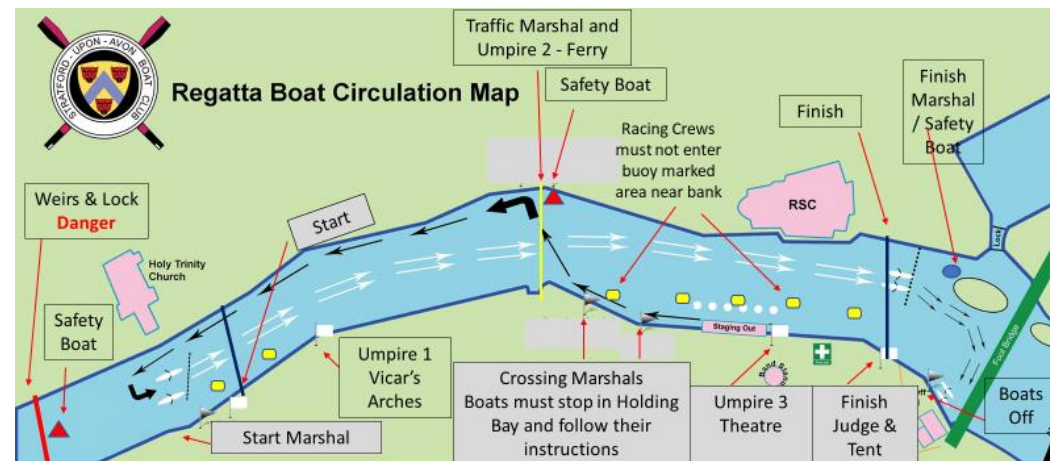 STRATFORD - UPON - AVON
BOAT CLUB
Regatta Boat Circulation Map
Traffic Marshal and
Umpire 2 - Ferry
Safety Boat
Racing Crews
must not enter
buoy marked
area near bank
Finish
Finish
Marshal
/ Safety
Boat
RSC
Lock
Weirs & Lock
Danger
Start
Holy Trinity
Church
Safety
Boat
Start Marshal
Umpire 1
Vicar's
Arches
Crossing Marshals
Boats must stop in Holding
Bay and follow their
instructions
Staging Out
Band Stand
Umpire 3
Theatre
Finish
Judge &
Tent
Boats
Off
Foot Bridge